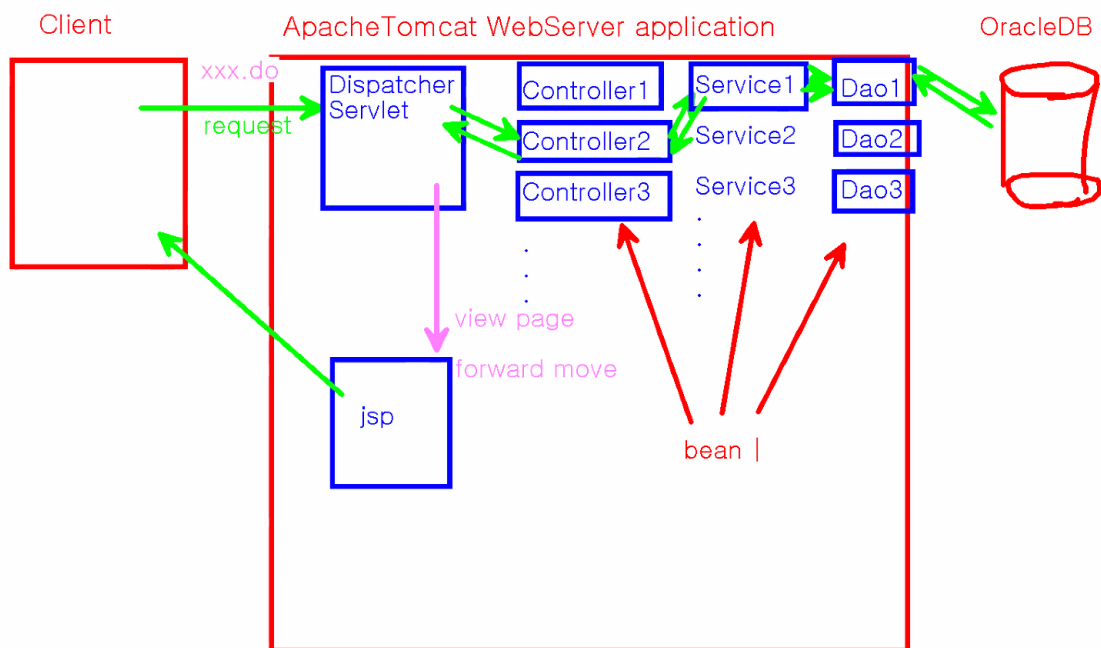 Client
ApacheTomcat WebServer application
OracleDB
xxx.do
request
Dispatcher
Servlet
Controller1
Controller2
Controller3
Service1
Service2
Service3
Dao1
Dao2
Dao3
view page
forward move
jsp
bean |